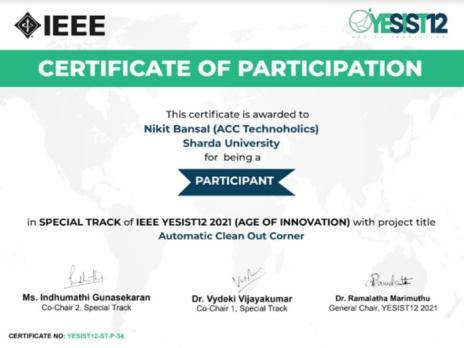 IEEE
YESIST12
AGE OF INNOVATION
CERTIFICATE OF PARTICIPATION
This certificate is awarded to
Nikit Bansal (ACC Technoholics)
Sharda University
for being a
PARTICIPANT
in SPECIAL TRACK of IEEE YESIST12 2021 (AGE OF INNOVATION) with project title
Automatic Clean Out Corner
Ms. Indhumathi Gunasekaran
Co-Chair 2, Special Track
Dr. Vydeki Vijayakumar
Co-Chair 1, Special Track
Dr. Ramalatha Marimuthu
General Chair, YESIST12 2021
CERTIFICATE NO: YESIST12-ST-P-34